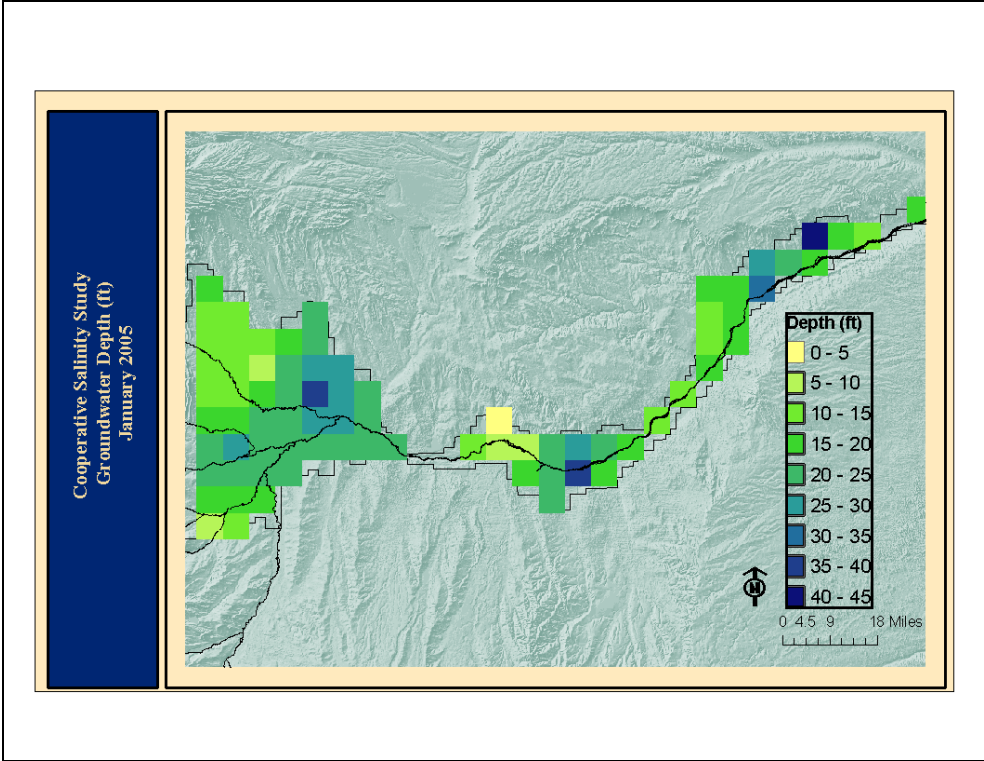 Cooperative Salinity Study
Groundwater Depth (ft)
January 2005
Depth (ft)
0 - 5
5 - 10
10 - 15
15 - 20
20 - 25
25 - 30
30 - 35
35 - 40
40 - 45
N
0 4.5 9 18 Miles